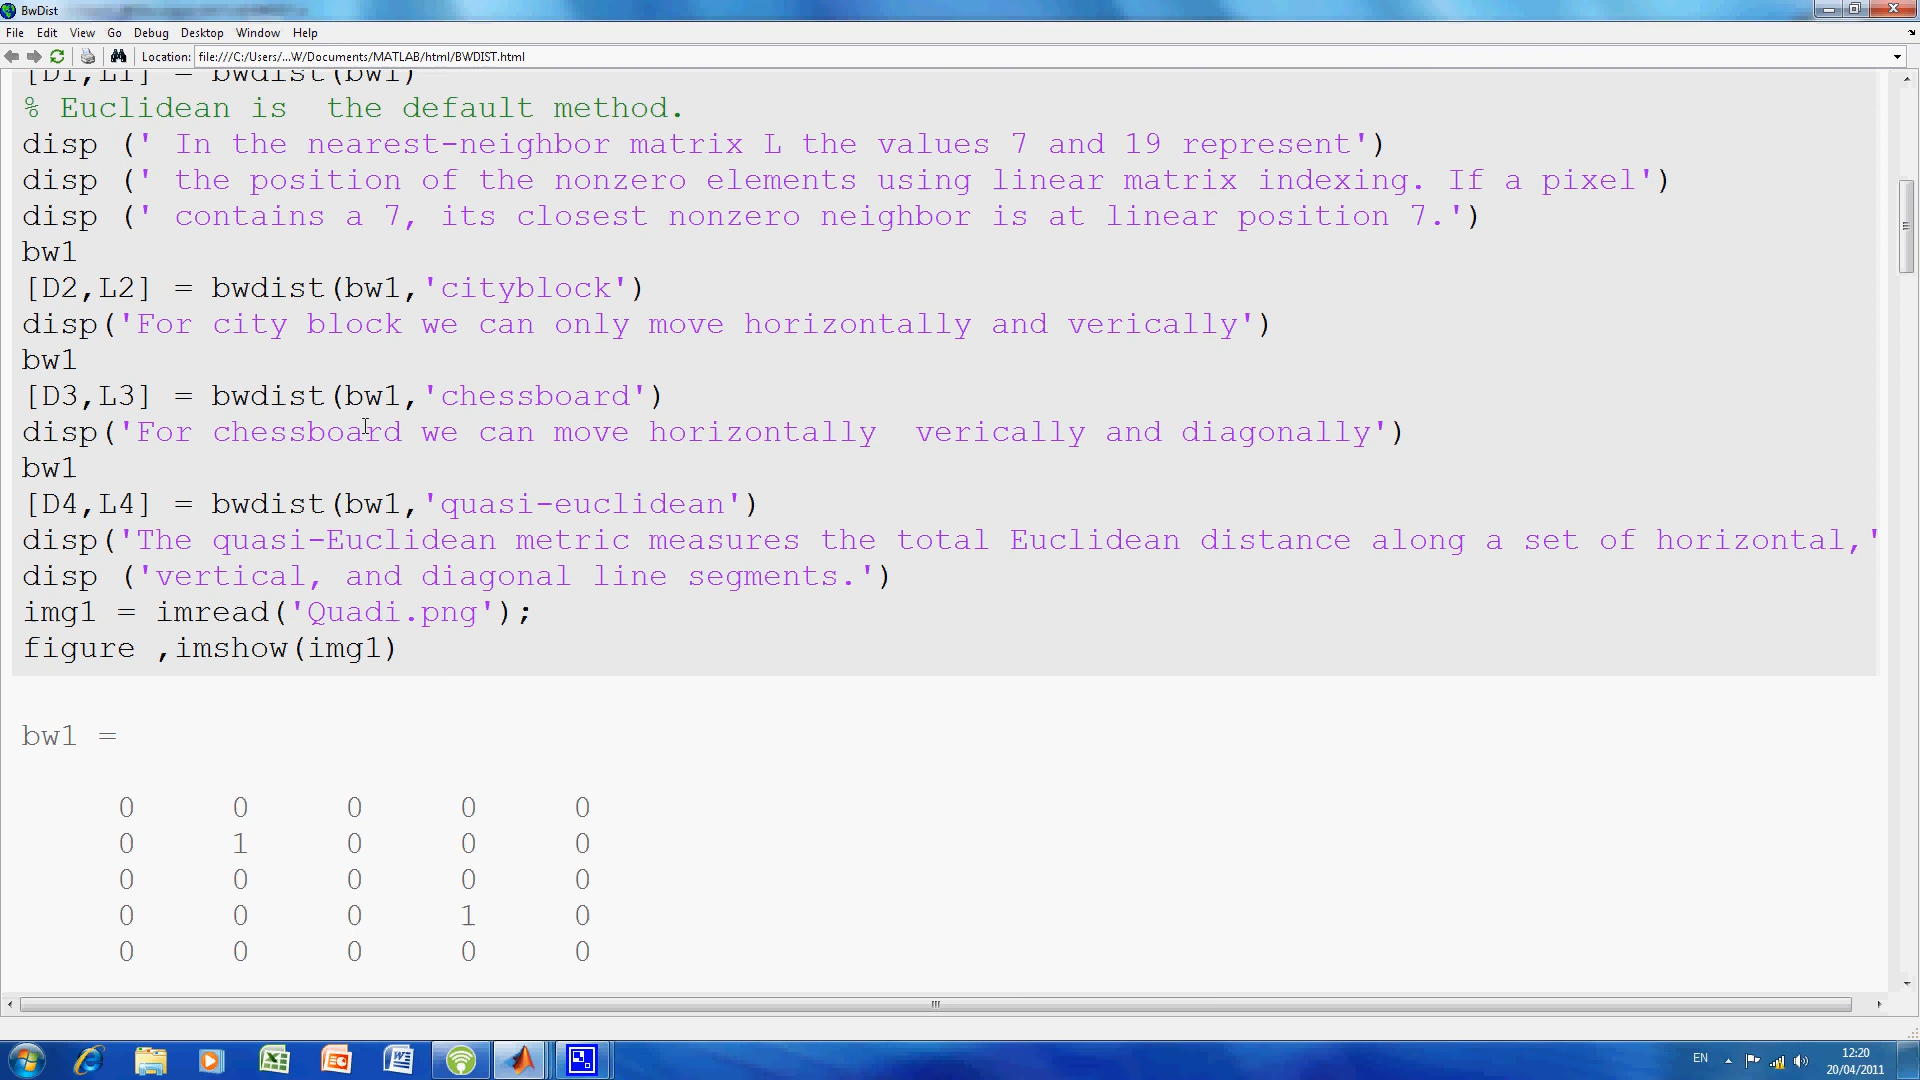 BwDist
File Edit View Go Debug Desktop Window Help
Location: file:///C:/Users/...W/Documents/MATLAB/html/BWDIST.html
[D1,L1] = bwdist(bw1)
% Euclidean is  the default method.
disp (' In the nearest-neighbor matrix L the values 7 and 19 represent')
disp (' the position of the nonzero elements using linear matrix indexing. If a pixel')
disp (' contains a 7, its closest nonzero neighbor is at linear position 7.')
bw1
[D2,L2] = bwdist(bw1,'cityblock')
disp('For city block we can only move horizontally and verically')
bw1
[D3,L3] = bwdist(bw1,'chessboard')
disp('For chessboard we can move horizontally  verically and diagonally')
bw1
[D4,L4] = bwdist(bw1,'quasi-euclidean')
disp('The quasi-Euclidean metric measures the total Euclidean distance along a set of horizontal,'
disp ('vertical, and diagonal line segments.')
img1 = imread('Quadi.png');
figure ,imshow(img1)
bw1 =
0 0 0 0 0
0 1 0 0 0
0 0 0 0 0
0 0 0 1 0
0 0 0 0 0
EN
12:20
20/04/2011